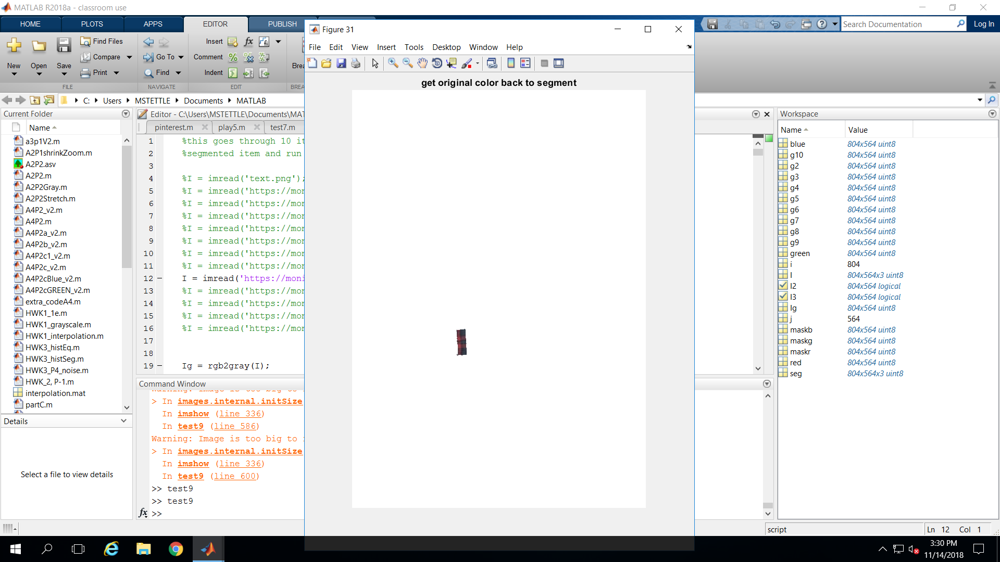 MATLAB R2018a - classroom use
HOME
PLOTS
APPS
EDITOR
PUBLISH
Search Documentation
Log In
New
Open
Save
Find Files
Compare
Print
FILE
Go To
Find
NAVIGATE
Insert
fx
Comment
Indent
EDIT
C: Users MSTETTLE Documents MATLAB
Current Folder
Name
a3p1V2.m
A2P1shrinkZoom.m
A2P2.asv
A2P2.m
A2P2Gray.m
A2P2Stretch.m
A4P2_v2.m
A4P2.m
A4P2a_v2.m
A4P2b_v2.m
A4P2c1_v2.m
A4P2c_v2.m
A4P2cBlue_v2.m
A4P2cGREEN_v2.m
extra_codeA4.m
HWK1_1e.m
HWK1_grayscale.m
HWK1_interpolation.m
HWK3_histEq.m
HWK3_histSeg.m
HWK3_P4_noise.m
HWK_2, P-1.m
interpolation.mat
partC.m
Details
Select a file to view details
Editor - C:\Users\MSTETTLE\Documents\MAT
pinterest.m
play5.m
test7.m
1 %this goes through 10 it
2 %segmented item and run
3
4 %I = imread('text.png');
5 %I = imread('https://mon
6 %I = imread('https://mon
7 %I = imread('https://mon
8 %I = imread('https://mon
9 %I = imread('https://mon
10 %I = imread('https://mon
11 %I = imread('https://mon
12 – I = imread('https://moni
13 %I = imread('https://mon
14 %I = imread('https://mon
15 %I = imread('https://mon
16 %I = imread('https://mon
17
18
19 – Ig = rgb2gray(I);
Command Window
> In images.internal.initSize
In imshow (line 336)
In test9 (line 586)
Warning: Image is too big to
> In images.internal.initSize
In imshow (line 336)
In test9 (line 600)
>> test9
>> test9
fx >>
Figure 31
File Edit View Insert Tools Desktop Window Help
get original color back to segment
Workspace
Name Value
blue 804x564 uint8
g10 804x564 uint8
g2 804x564 uint8
g3 804x564 uint8
g4 804x564 uint8
g5 804x564 uint8
g6 804x564 uint8
g7 804x564 uint8
g8 804x564 uint8
g9 804x564 uint8
green 804x564 uint8
i 804
I 804x564x3 uint8
I2 804x564 logical
I3 804x564 logical
Ig 804x564 uint8
j 564
maskb 804x564 uint8
maskg 804x564 uint8
maskr 804x564 uint8
red 804x564 uint8
seg 804x564x3 uint8
script
Ln 12 Col 1
3:30 PM
11/14/2018